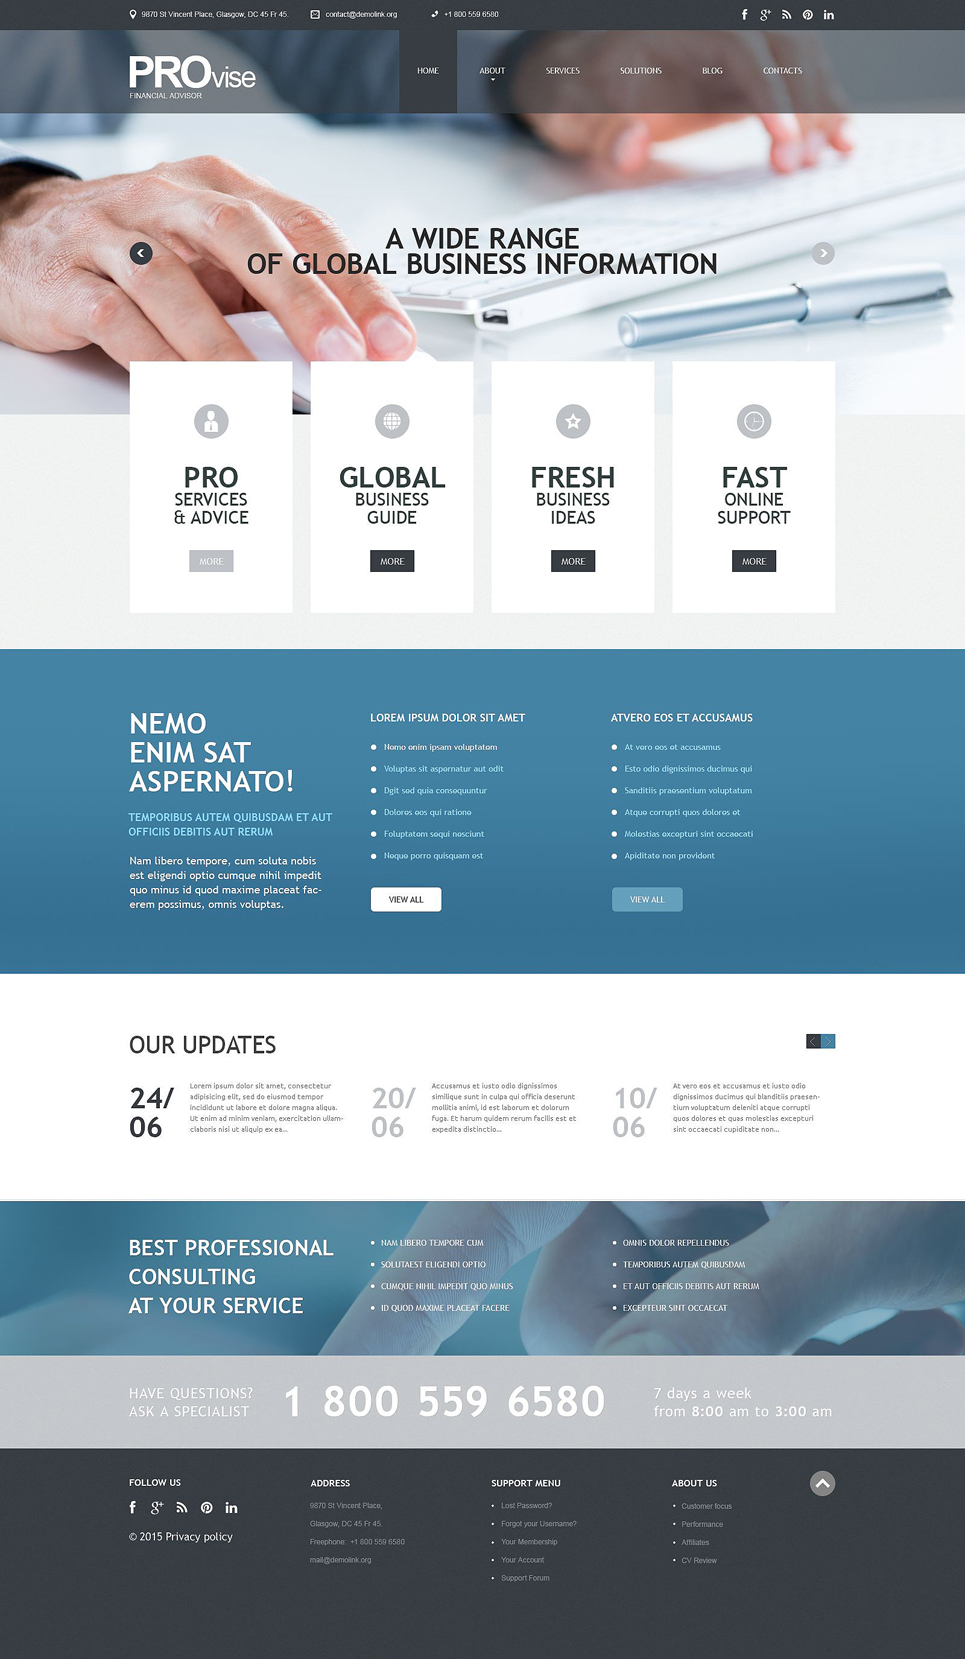 9870 St Vincent Place, Glasgow, DC 45 Fr 45.
contact@demolink.org
+1 800 559 6580
PROvise
FINANCIAL ADVISOR
HOME
ABOUT
SERVICES
SOLUTIONS
BLOG
CONTACTS
A WIDE RANGE
OF GLOBAL BUSINESS INFORMATION
PRO
SERVICES
& ADVICE
MORE
GLOBAL
BUSINESS
GUIDE
MORE
FRESH
BUSINESS
IDEAS
MORE
FAST
ONLINE
SUPPORT
MORE
NEMO
ENIM SAT
ASPERNATO!
TEMPORIBUS AUTEM QUIBUSDAM ET AUT
OFFICIIS DEBITIS AUT RERUM
Nam libero tempore, cum soluta nobis
est eligendi optio cumque nihil impedit
quo minus id quod maxime placeat fac-
erem possimus, omnis voluptas.
LOREM IPSUM DOLOR SIT AMET
Nomo enim ipsam voluptatem
Voluptas sit aspernatur aut odit
Dgit sed quia consequuntur
Dolores eos qui ratione
Foluptatem sequi nesciunt
Neque porro quisquam est
VIEW ALL
ATVERO EOS ET ACCUSAMUS
At vero eos et accusamus
Esto odio dignissimos ducimus qui
Sanditiis praesentium voluptatum
Atque corrupti quos dolores et
Molestias excepturi sint occaecati
Apiditate non provident
VIEW ALL
OUR UPDATES
24/
06
Lorem ipsum dolor sit amet, consectetur
adipisicing elit, sed do eiusmod tempor
incididunt ut labore et dolore magna aliqua.
Ut enim ad minim veniam, exercitation ullam-
claboris nisi ut aliquip ex ea...
20/
06
Accusamus et iusto odio dignissimos
similique sunt in culpa qui officia deserunt
mollitia animi, id est laborum et dolorum
fuga. Et harum quidem rerum facilis est et
expedita distinctio...
10/
06
At vero eos et accusamus et iusto odio
dignissimos ducimus qui blanditiis praesen-
tium voluptatum deleniti atque corrupti
quos dolores et quas molestias excepturi
sint occaecati cupiditate non...
BEST PROFESSIONAL
CONSULTING
AT YOUR SERVICE
NAM LIBERO TEMPORE CUM
SOLUTAEST ELIGENDI OPTIO
CUMQUE NIHIL IMPEDIT QUO MINUS
ID QUOD MAXIME PLACEAT FACERE
OMNIS DOLOR REPELLENDUS
TEMPORIBUS AUTEM QUIBUSDAM
ET AUT OFFICIIS DEBITIS AUT RERUM
EXCEPTEUR SINT OCCAECAT
HAVE QUESTIONS?
ASK A SPECIALIST
1 800 559 6580
7 days a week
from 8:00 am to 3:00 am
FOLLOW US
© 2015 Privacy policy
ADDRESS
9870 St Vincent Place,
Glasgow, DC 45 Fr 45.
Freephone: +1 800 559 6580
mail@demolink.org
SUPPORT MENU
Lost Password?
Forgot your Username?
Your Membership
Your Account
Support Forum
ABOUT US
Customer focus
Performance
Affiliates
CV Review